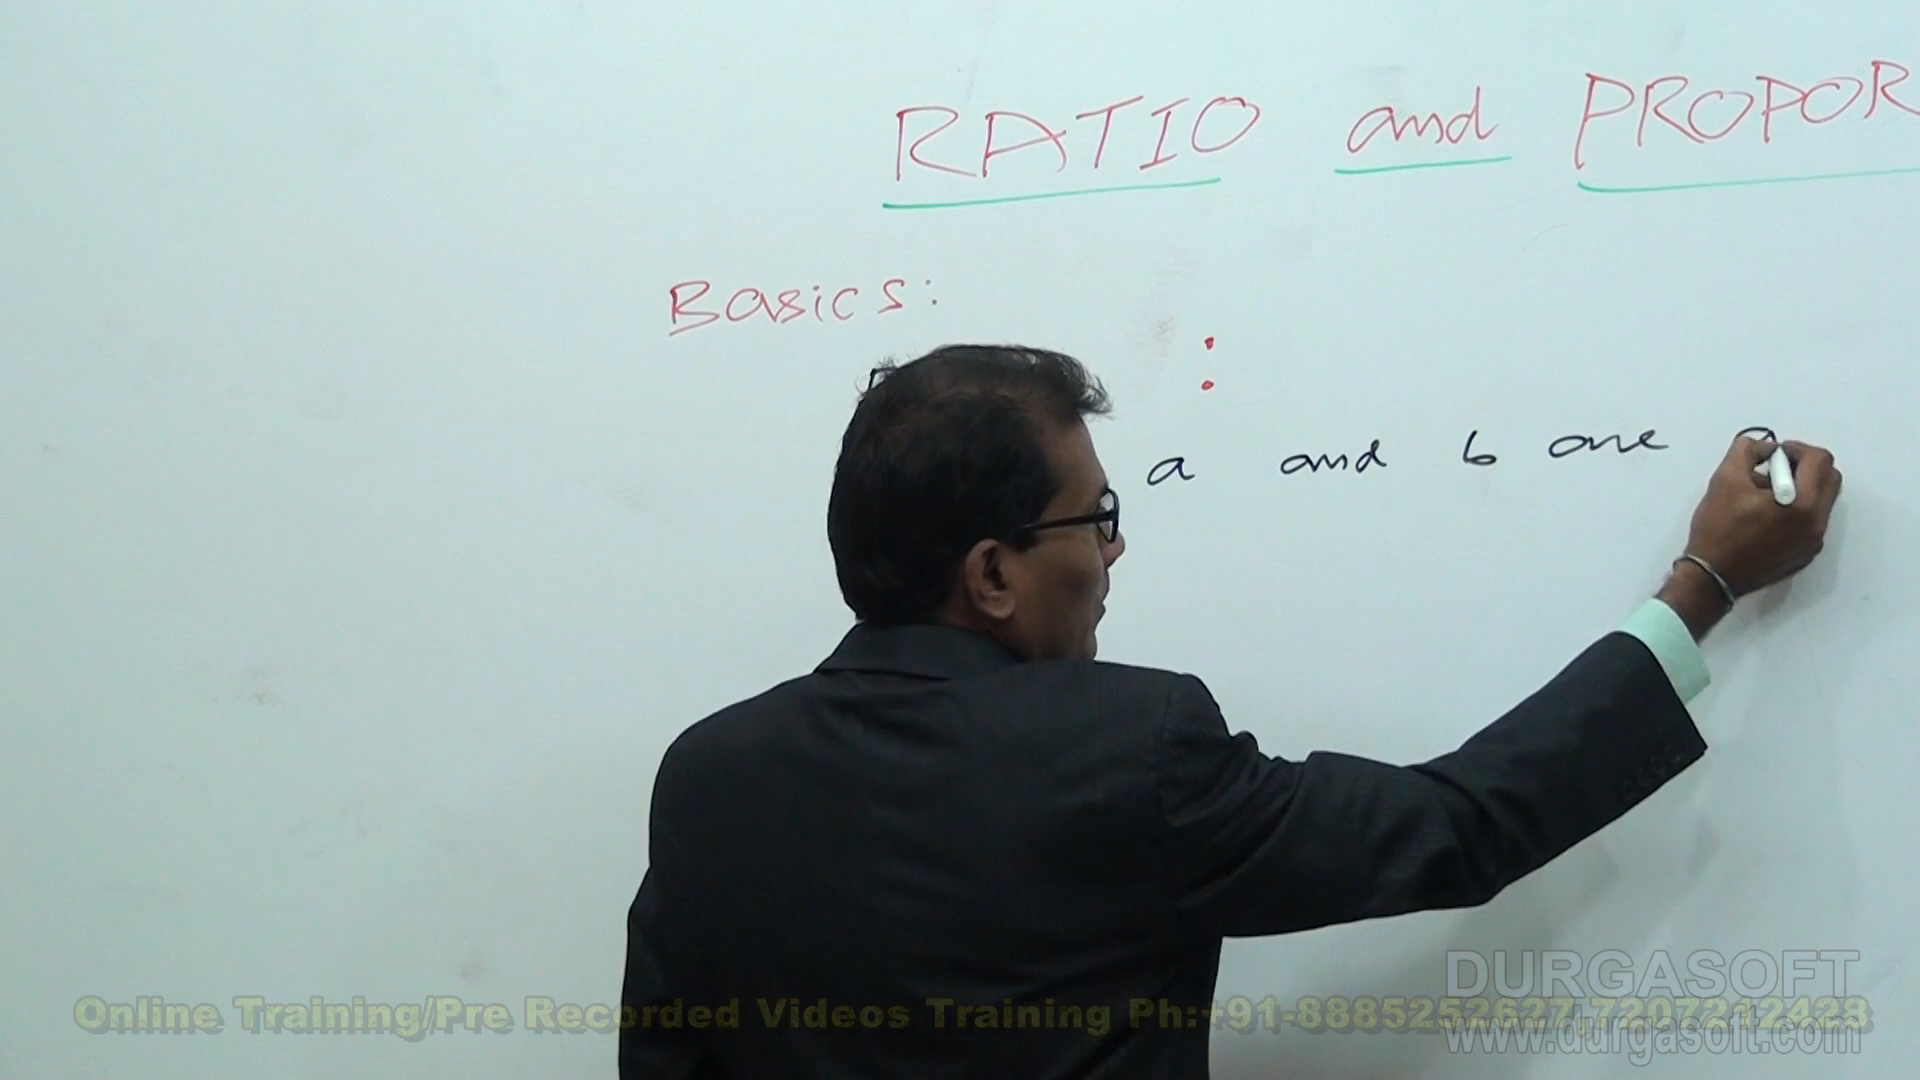 RATIO and PROPOR
Basics:
:
a and b are
DURGASOFT
Online Training/Pre Recorded Videos Training Ph:+91-8885252627,7207212428
www.durgasoft.com